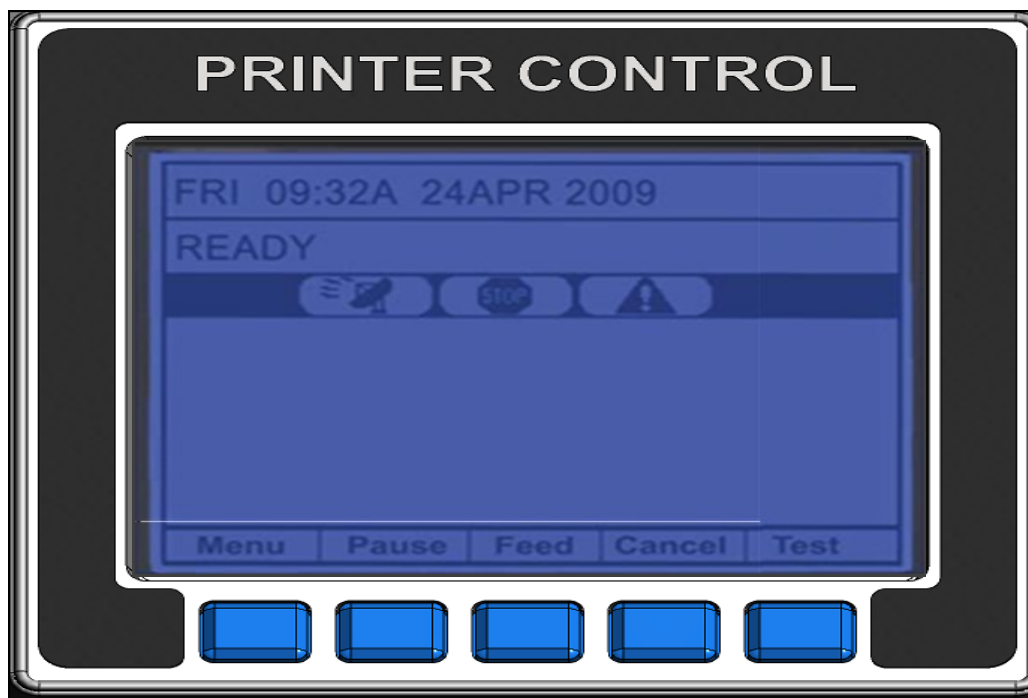 PRINTER CONTROL
FRI 09:32A 24APR 2009
READY
STOP
Menu Pause Feed Cancel Test